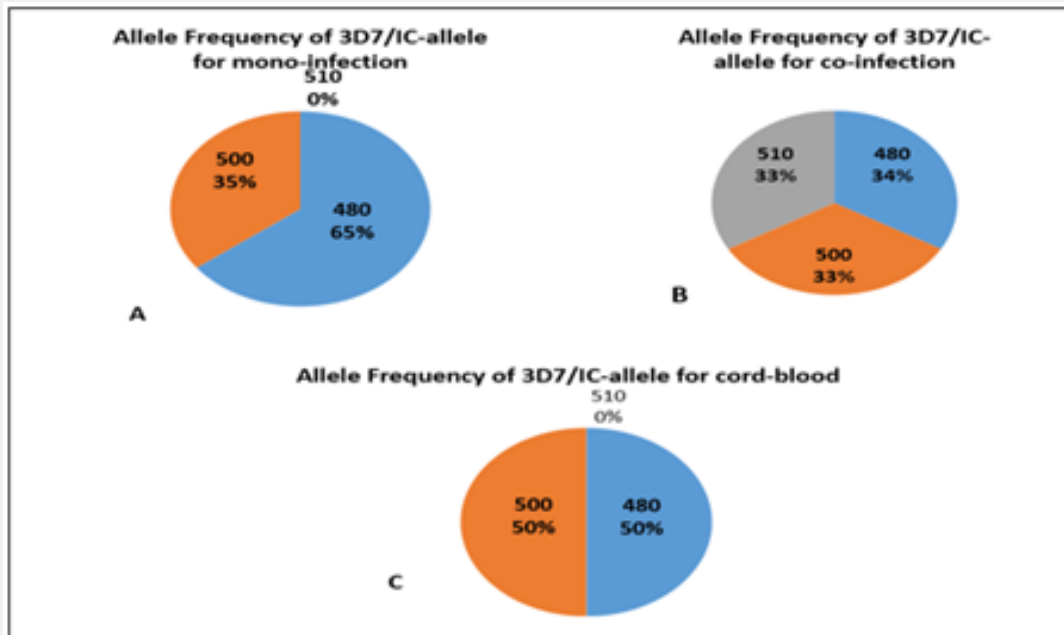 Allele Frequency of 3D7/IC-allele
for mono-infection
510
0%
500
35%
480
65%
A
Allele Frequency of 3D7/IC-
allele for co-infection
510
33%
480
34%
500
33%
B
Allele Frequency of 3D7/IC-allele for cord-blood
510
0%
500
50%
480
50%
C